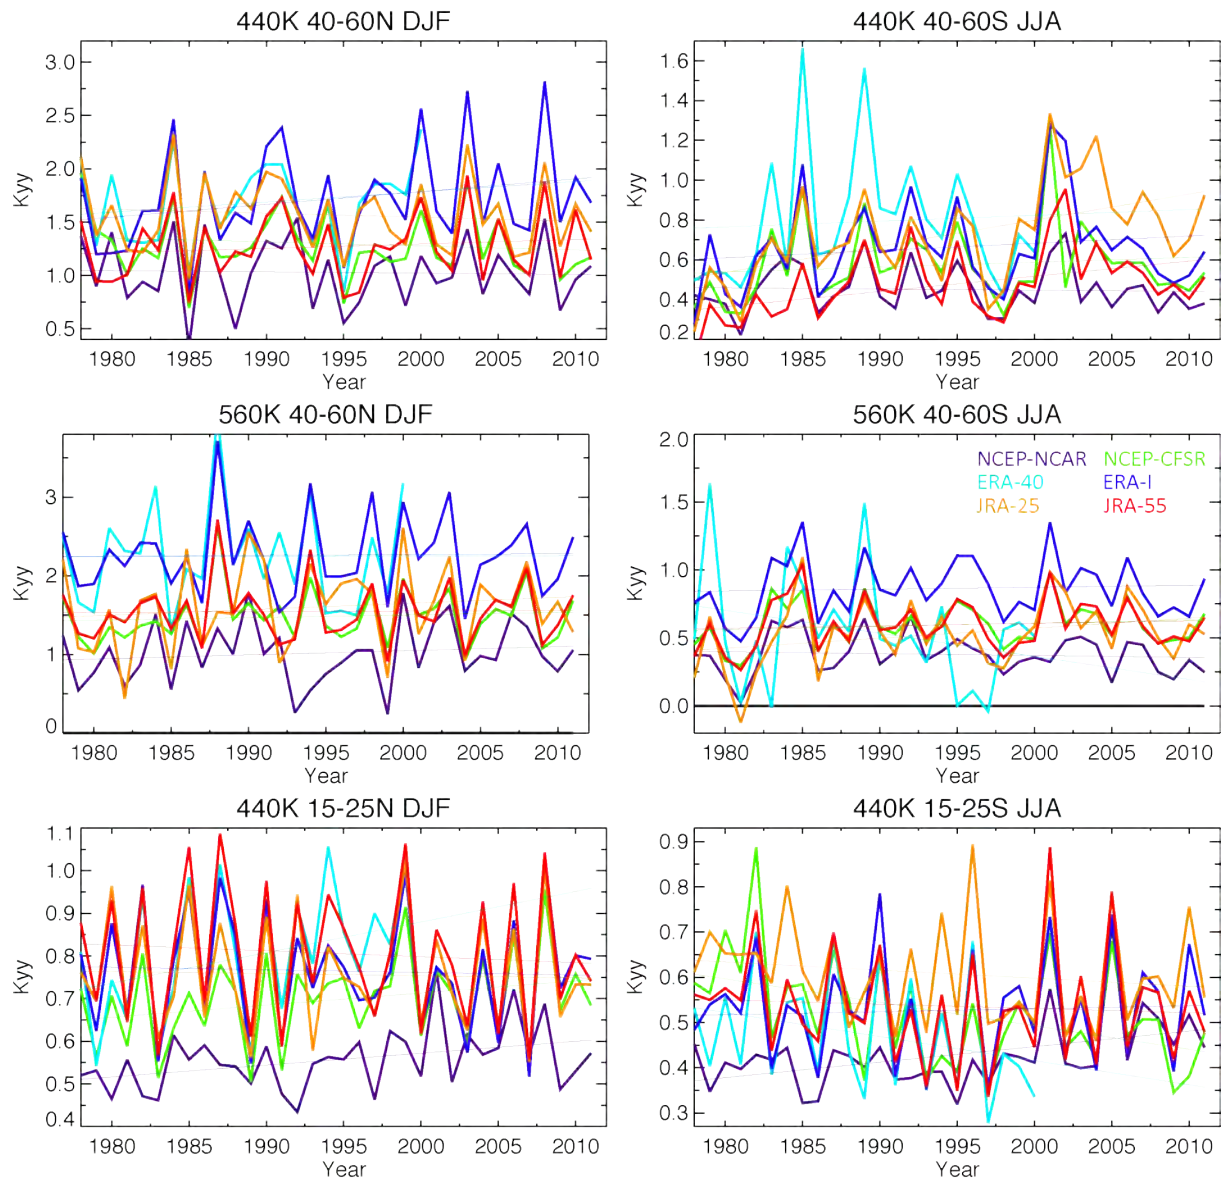 440K 40-60N DJF
3.0
2.5
2.0
1.5
1.0
0.5
Kyy
1980 1985 1990 1995 2000 2005 2010
Year
440K 40-60S JJA
1.6
1.4
1.2
1.0
0.8
0.6
0.4
0.2
Kyy
1980 1985 1990 1995 2000 2005 2010
Year
560K 40-60N DJF
3
2
1
0
Kyy
1980 1985 1990 1995 2000 2005 2010
Year
560K 40-60S JJA
2.0
1.5
1.0
0.5
0.0
Kyy
NCEP-NCAR NCEP-CFSR
ERA-40 ERA-I
JRA-25 JRA-55
1980 1985 1990 1995 2000 2005 2010
Year
440K 15-25N DJF
1.1
1.0
0.9
0.8
0.7
0.6
0.5
0.4
Kyy
1980 1985 1990 1995 2000 2005 2010
Year
440K 15-25S JJA
0.9
0.8
0.7
0.6
0.5
0.4
0.3
Kyy
1980 1985 1990 1995 2000 2005 2010
Year